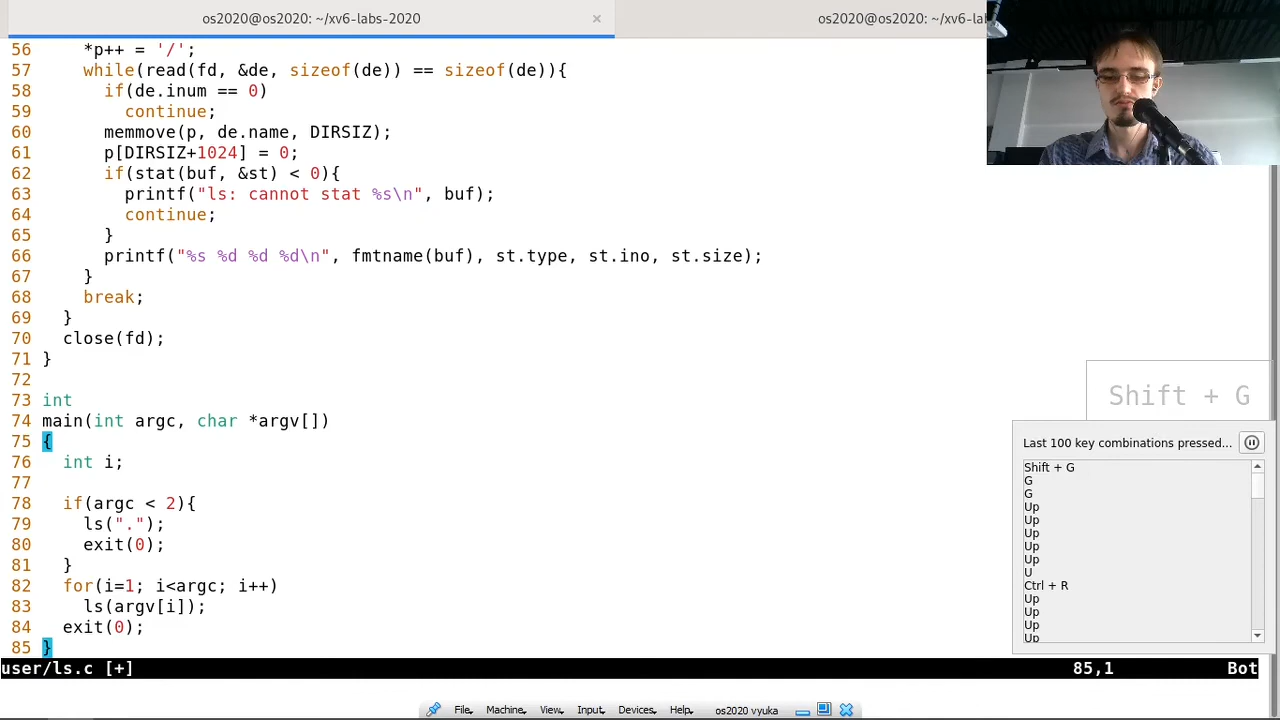 os2020@os2020: ~/xv6-labs-2020
×
os2020@os2020: ~/xv6-lab
56     *p++ = '/';
57     while(read(fd, &de, sizeof(de)) == sizeof(de)){
58       if(de.inum == 0)
59         continue;
60       memmove(p, de.name, DIRSIZ);
61       p[DIRSIZ+1024] = 0;
62       if(stat(buf, &st) < 0){
63         printf("ls: cannot stat %s\n", buf);
64         continue;
65       }
66       printf("%s %d %d %d\n", fmtname(buf), st.type, st.ino, st.size);
67     }
68     break;
69   }
70   close(fd);
71 }
72
73 int
74 main(int argc, char *argv[])
75 {
76   int i;
77
78   if(argc < 2){
79     ls(".");
80     exit(0);
81   }
82   for(i=1; i<argc; i++)
83     ls(argv[i]);
84   exit(0);
85 }
user/ls.c [+] 85,1 Bot
Shift + G
Last 100 key combinations pressed...
Shift + G
G
G
Up
Up
Up
Up
Up
U
Ctrl + R
Up
Up
Up
Up
File Machine View Input Devices Help os2020 vyuka